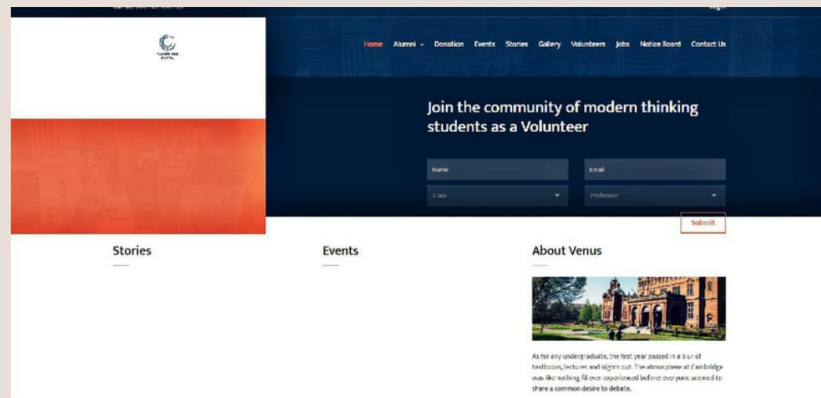 Login
Home Alumni Donation Events Stories Gallery Volunteers Jobs Notice Board Contact Us
Join the community of modern thinking
students as a Volunteer
Name Email
Class Profession
Submit
Stories Events About Venus
As for any undergraduate, the first year passed in a blur of
textbooks, lectures and nights out. The atmosphere at Cambridge
was like nothing I'd ever experienced before: everyone seemed to
share a common desire to debate.